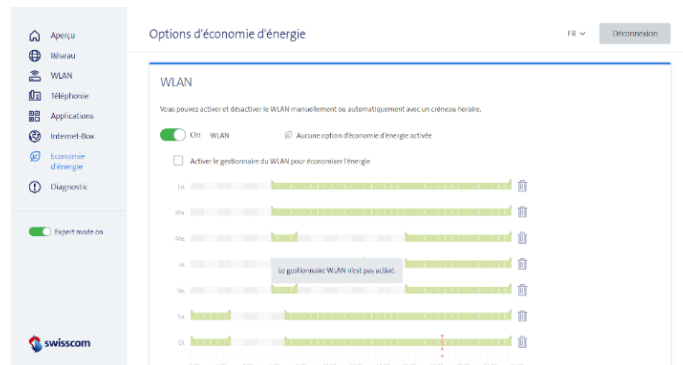 Aperçu
Réseau
WLAN
Téléphonie
Applications
Internet-Box
Economie
d'énergie
Diagnostic
Expert mode on
swisscom
Options d'économie d'énergie
FR
Déconnexion
WLAN
Vous pouvez activer et désactiver le WLAN manuellement ou automatiquement avec un créneau horaire.
On WLAN Aucune option d'économie d'énergie activée
Activer le gestionnaire du WLAN pour économiser l'énergie
Lu.
Ma.
Me.
Je.
Le gestionnaire WLAN n'est pas activé.
Ve.
Sa.
Di.